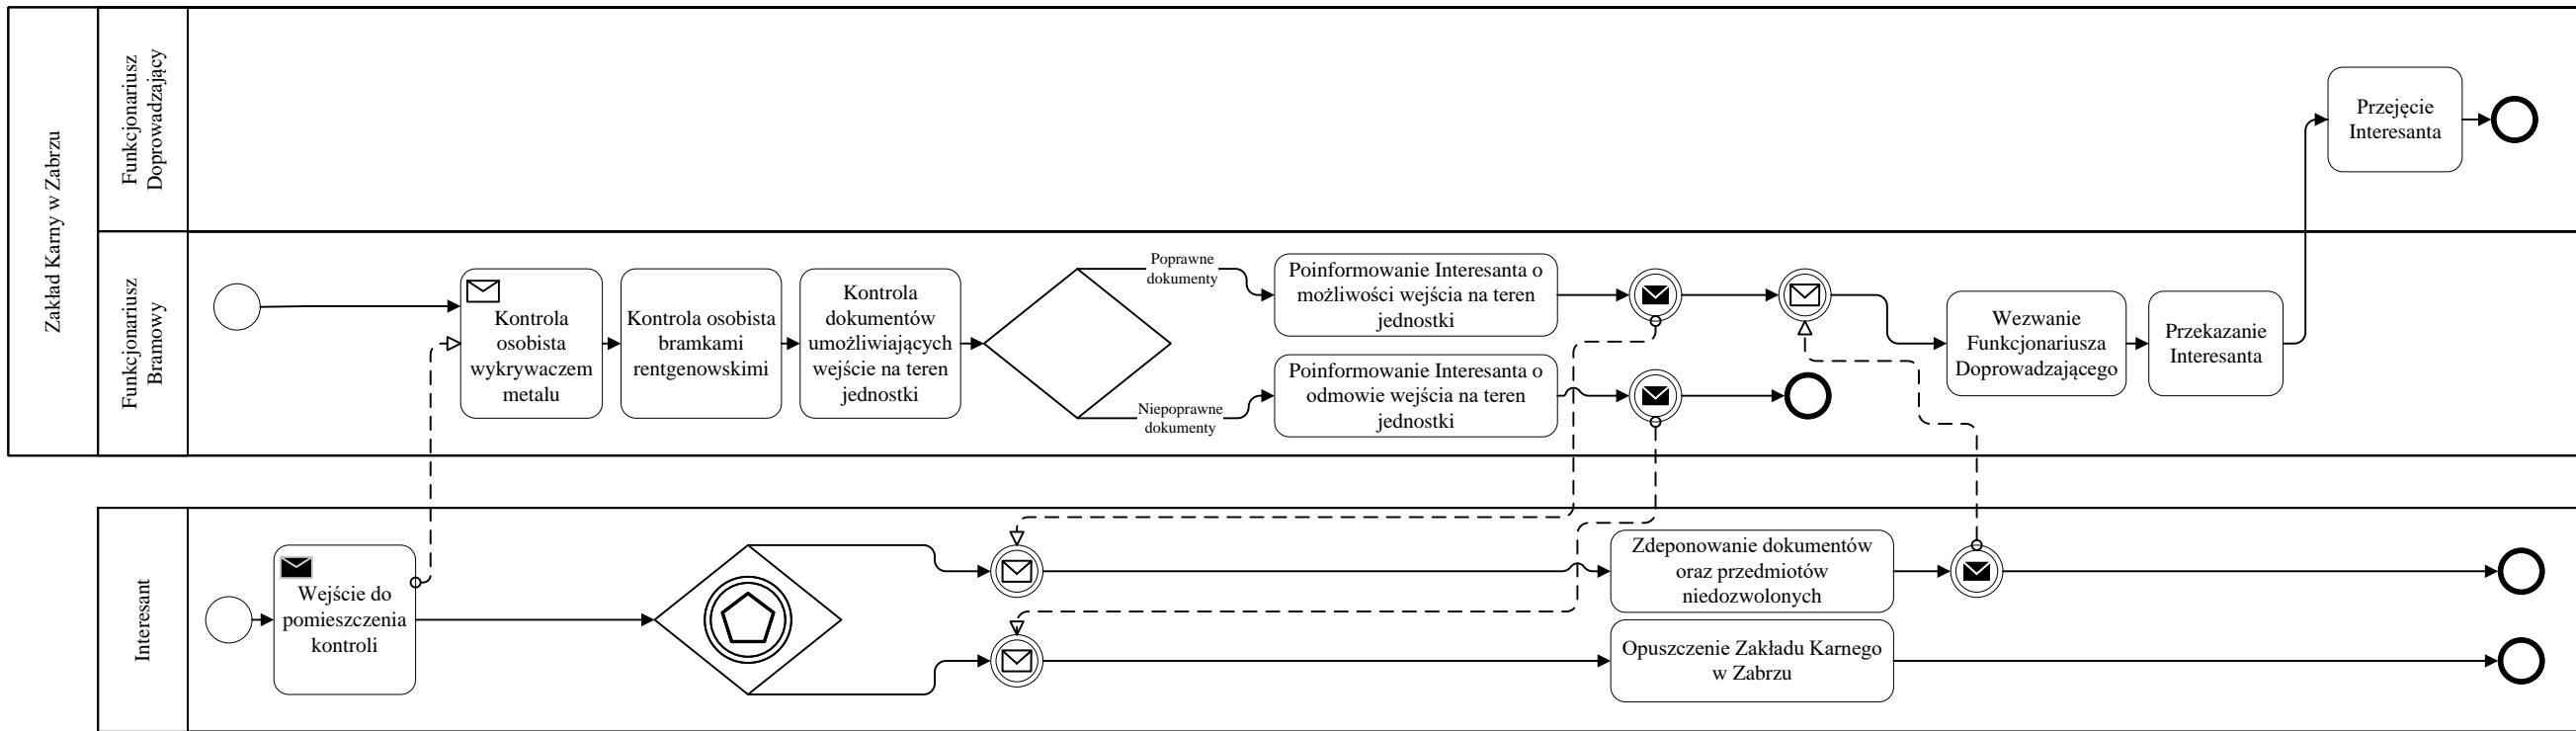 Zakład Karny w Zabrzu
Funkcjonariusz
Doprowadzający
Przejęcie
Interesanta
Funkcjonariusz
Bramowy
Kontrola
osobista
wykrywaczem
metalu
Kontrola osobista
bramkami
rentgenowskimi
Kontrola
dokumentów
umożliwiających
wejście na teren
jednostki
Poprawne
dokumenty
Niepoprawne
dokumenty
Poinformowanie Interesanta o
możliwości wejścia na teren
jednostki
Poinformowanie Interesanta o
odmowie wejścia na teren
jednostki
Wezwanie
Funkcjonariusza
Doprowadzającego
Przekazanie
Interesanta
Interesant
Wejście do
pomieszczenia
kontroli
Zdeponowanie dokumentów
oraz przedmiotów
niedozwolonych
Opuszczenie Zakładu Karnego
w Zabrzu